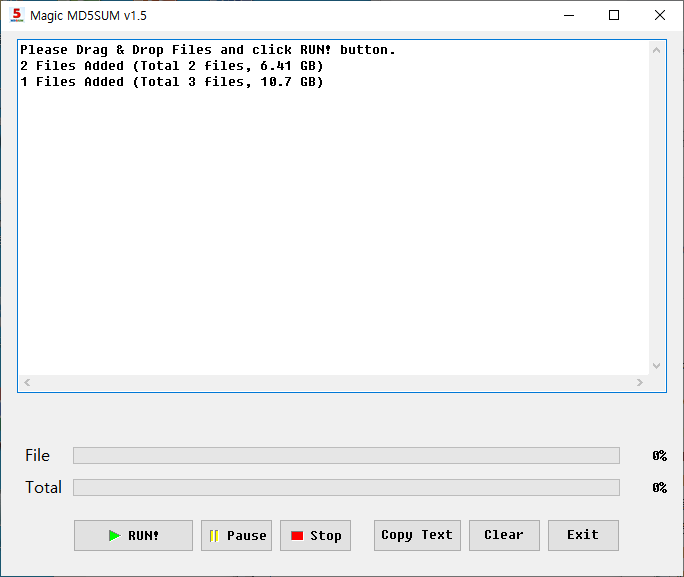 5 Magic MD5SUM v1.5
Please Drag & Drop Files and click RUN! button.
2 Files Added (Total 2 files, 6.41 GB)
1 Files Added (Total 3 files, 10.7 GB)
File 0%
Total 0%
RUN! Pause Stop Copy Text Clear Exit